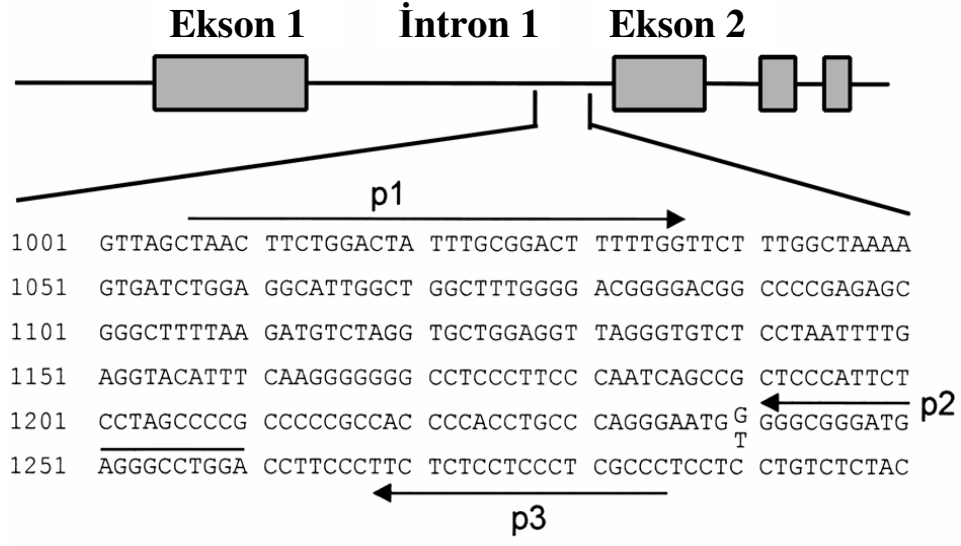 Ekson 1 İntron 1 Ekson 2
p1
1001 GTTAGCTAAC TTCTGGACTA TTTGCGGACT TTTTGGTTCT TTGGCTAAAA
1051 GTGATCTGGA GGCATTGGCT GGCTTTGGGG ACGGGGACGG CCCCGAGAGC
1101 GGGCTTTTAA GATGTCTAGG TGCTGGAGGT TAGGGTGTCT CCTAATTTTG
1151 AGGTACATTT CAAGGGGGGG CCTCCCTTCC CAATCAGCCG CTCCCATTCT
p2
1201 CCTAGCCCCG CCCCCGCCAC CCACCTGCCC CAGGGAATG G GGGCGGGATG
T
1251 AGGGCCTGGA CCTTCCCTTC TCTCCTCCCT CGCCCTCCTC CTGTCTCTAC
p3